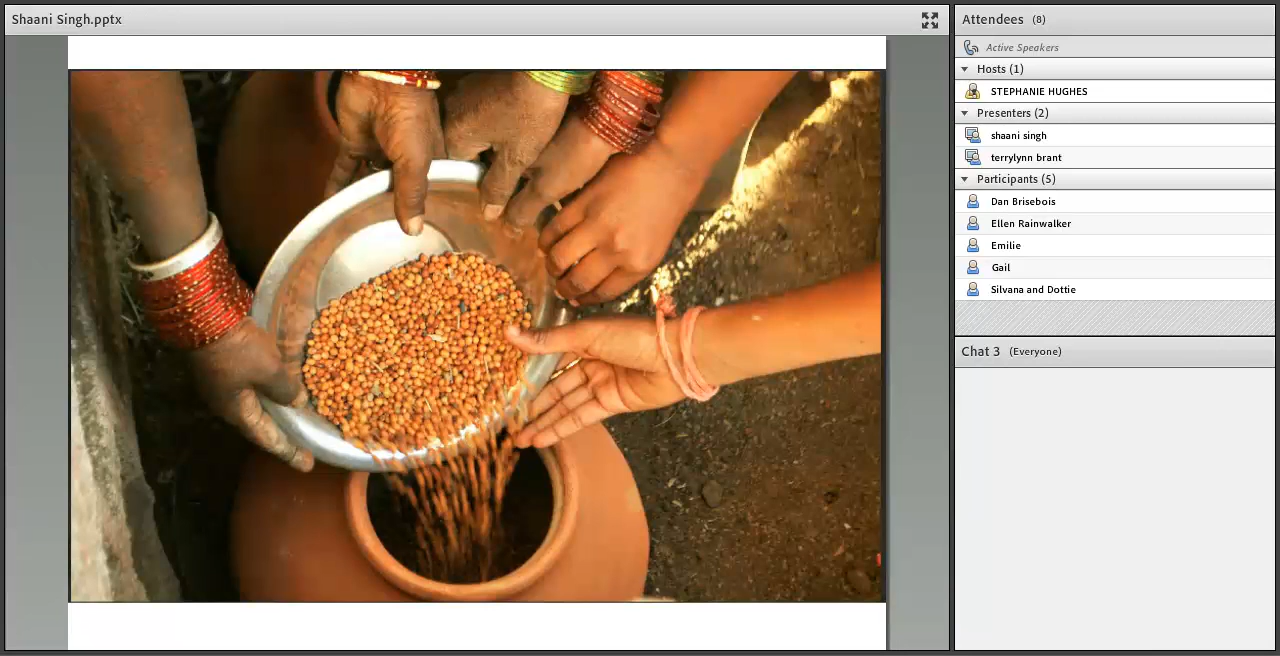 Shaani Singh.pptx
Attendees (8)
Active Speakers
Hosts (1)
STEPHANIE HUGHES
Presenters (2)
shaani singh
terrylynn brant
Participants (5)
Dan Brisebois
Ellen Rainwalker
Emilie
Gail
Silvana and Dottie
Chat 3 (Everyone)